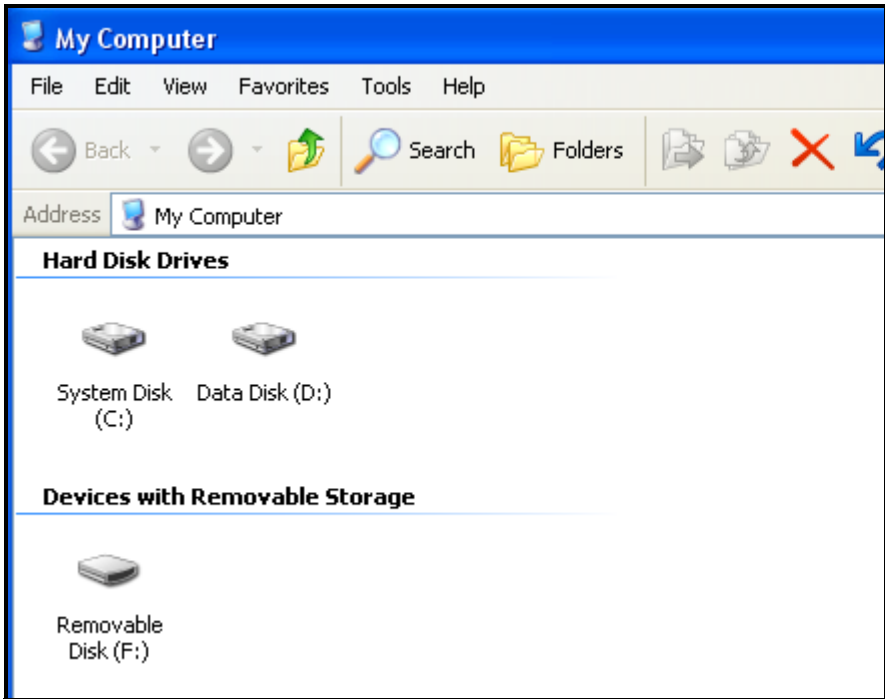 My Computer
File Edit View Favorites Tools Help
Back Search Folders
Address My Computer
Hard Disk Drives
System Disk Data Disk (D:)
(C:)
Devices with Removable Storage
Removable
Disk (F:)